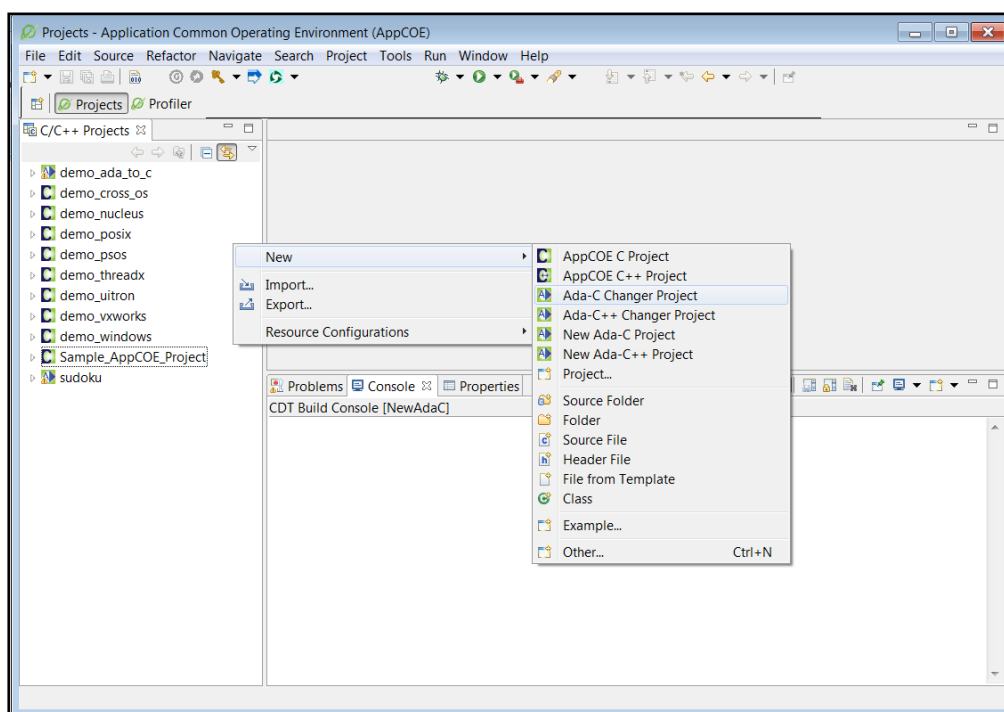 Projects - Application Common Operating Environment (AppCOE)
File Edit Source Refactor Navigate Search Project Tools Run Window Help
Projects Profiler
C/C++ Projects
demo_ada_to_c
demo_cross_os
demo_nucleus
demo_posix
demo_psos
demo_threadx
demo_uitron
demo_vxworks
demo_windows
Sample_AppCOE_Project
sudoku
New
Import...
Export...
Resource Configurations
AppCOE C Project
AppCOE C++ Project
Ada-C Changer Project
Ada-C++ Changer Project
New Ada-C Project
New Ada-C++ Project
Project...
Source Folder
Folder
Source File
Header File
File from Template
Class
Example...
Other... Ctrl+N
Problems Console Properties
CDT Build Console [NewAdaC]